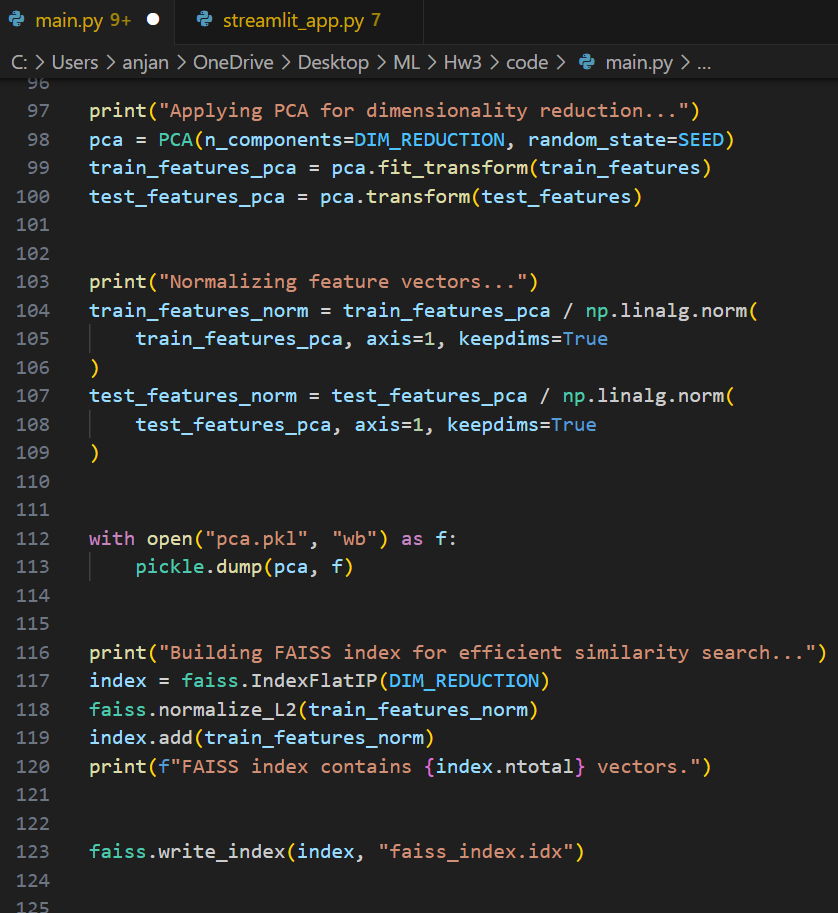 main.py 9+ ● streamlit_app.py 7
C: > Users > anjan > OneDrive > Desktop > ML > Hw3 > code > main.py > ...
96
97 print("Applying PCA for dimensionality reduction...")
98 pca = PCA(n_components=DIM_REDUCTION, random_state=SEED)
99 train_features_pca = pca.fit_transform(train_features)
100 test_features_pca = pca.transform(test_features)
101
102
103 print("Normalizing feature vectors...")
104 train_features_norm = train_features_pca / np.linalg.norm(
105     train_features_pca, axis=1, keepdims=True
106 )
107 test_features_norm = test_features_pca / np.linalg.norm(
108     test_features_pca, axis=1, keepdims=True
109 )
110
111
112 with open("pca.pkl", "wb") as f:
113     pickle.dump(pca, f)
114
115
116 print("Building FAISS index for efficient similarity search...")
117 index = faiss.IndexFlatIP(DIM_REDUCTION)
118 faiss.normalize_L2(train_features_norm)
119 index.add(train_features_norm)
120 print(f"FAISS index contains {index.ntotal} vectors.")
121
122
123 faiss.write_index(index, "faiss_index.idx")
124
125